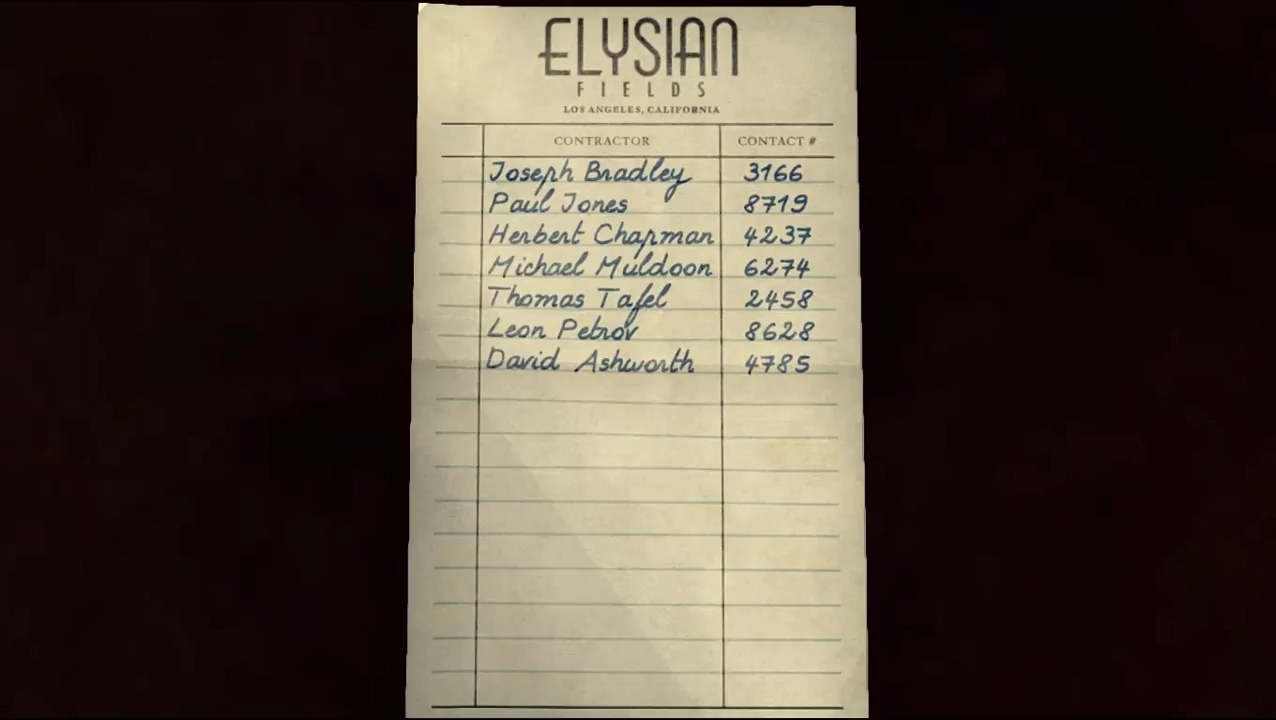 ELYSIAN
FIELDS
LOS ANGELES, CALIFORNIA
CONTRACTOR CONTACT #
Joseph Bradley 3166
Paul Jones 8719
Herbert Chapman 4237
Michael Muldoon 6274
Thomas Tafel 2458
Leon Petrov 8628
David Ashworth 4785